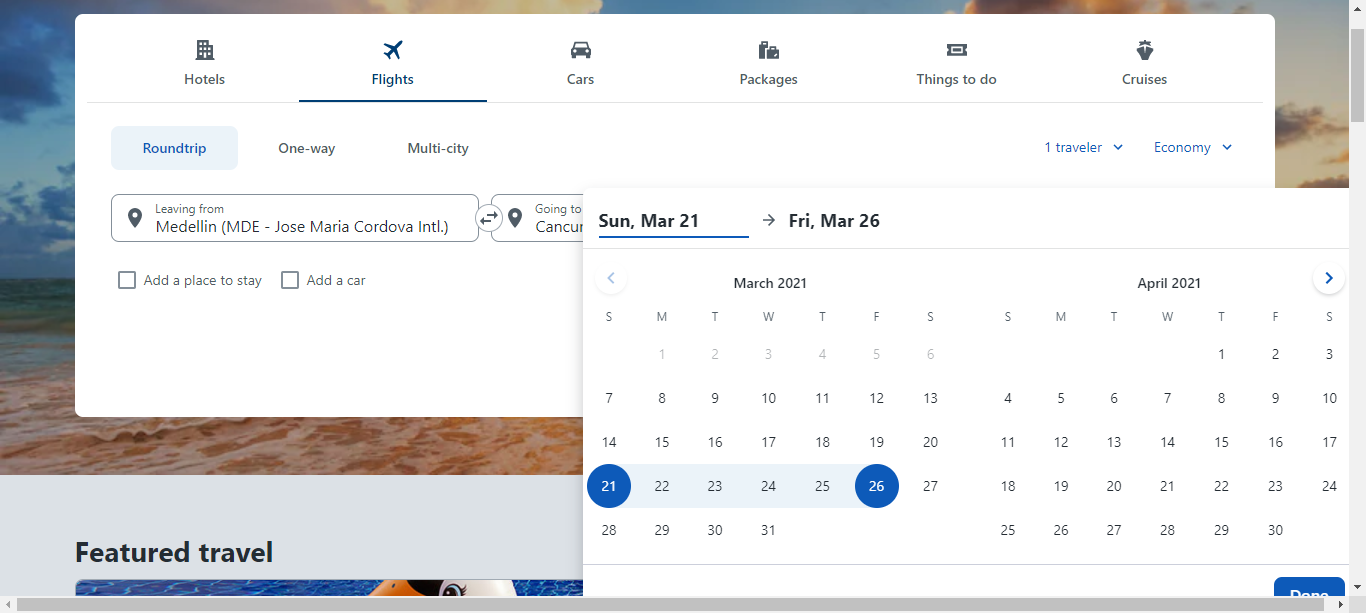 Hotels Flights Cars Packages Things to do Cruises
Roundtrip One-way Multi-city 1 traveler Economy
Leaving from
Medellin (MDE - Jose Maria Cordova Intl.)
Going to
Cancun
Sun, Mar 21 Fri, Mar 26
Add a place to stay Add a car
March 2021
S M T W T F S
1 2 3 4 5 6
7 8 9 10 11 12 13
14 15 16 17 18 19 20
21 22 23 24 25 26 27
28 29 30 31
April 2021
S M T W T F S
1 2 3
4 5 6 7 8 9 10
11 12 13 14 15 16 17
18 19 20 21 22 23 24
25 26 27 28 29 30
Done
Featured travel